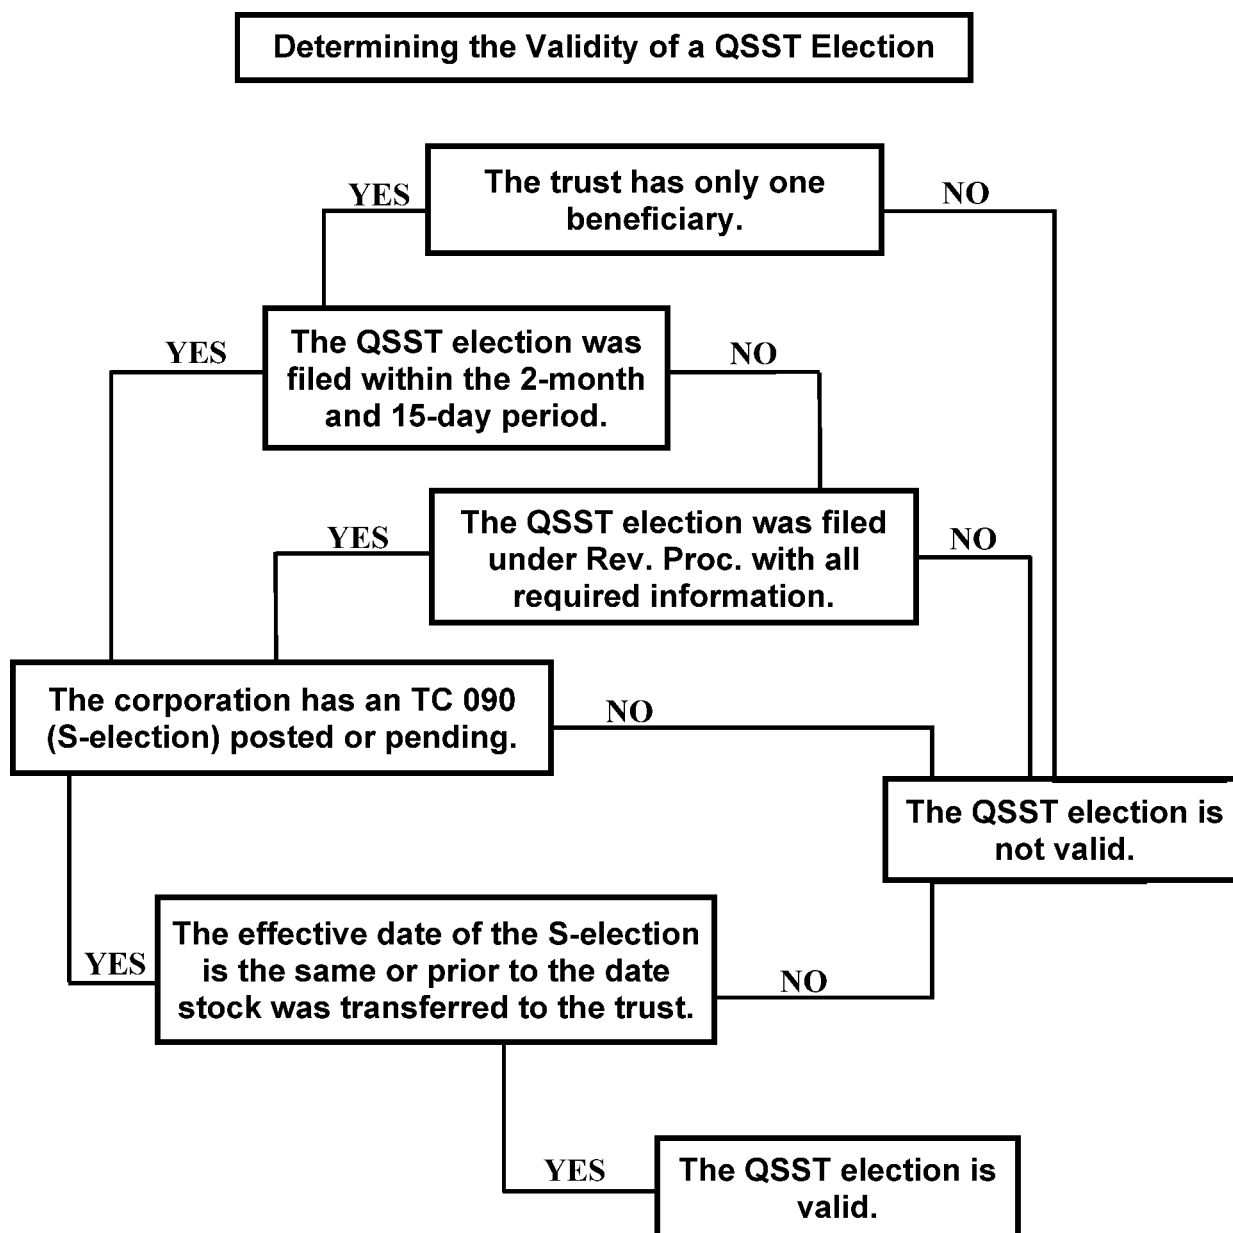 Determining the Validity of a QSST Election
YES
The trust has only one
beneficiary.
NO
YES
The QSST election was
filed within the 2-month
and 15-day period.
NO
YES
The QSST election was filed
under Rev. Proc. with all
required information.
NO
The corporation has an TC 090
(S-election) posted or pending.
NO
The QSST election is
not valid.
YES
The effective date of the S-election
is the same or prior to the date
stock was transferred to the trust.
NO
YES
The QSST election is
valid.